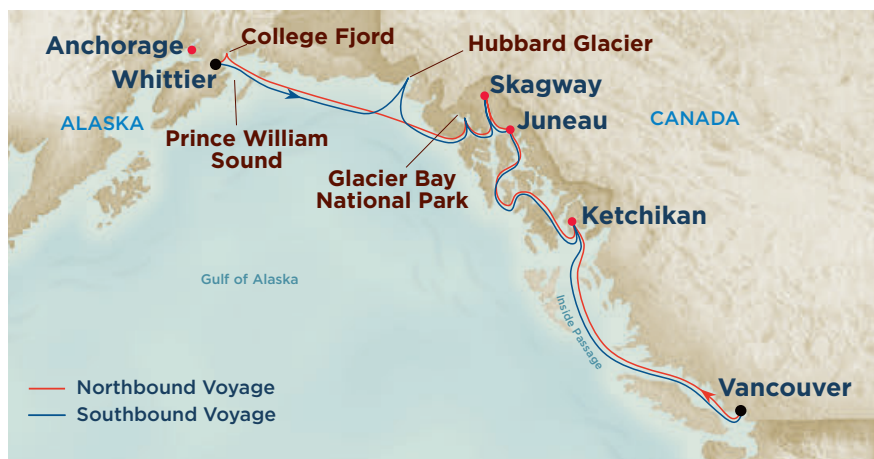 College Fjord
Anchorage
Hubbard Glacier
Whittier
Skagway
ALASKA
Juneau
CANADA
Prince William
Sound
Glacier Bay
National Park
Ketchikan
Gulf of Alaska
Inside Passage
Northbound Voyage
Vancouver
Southbound Voyage